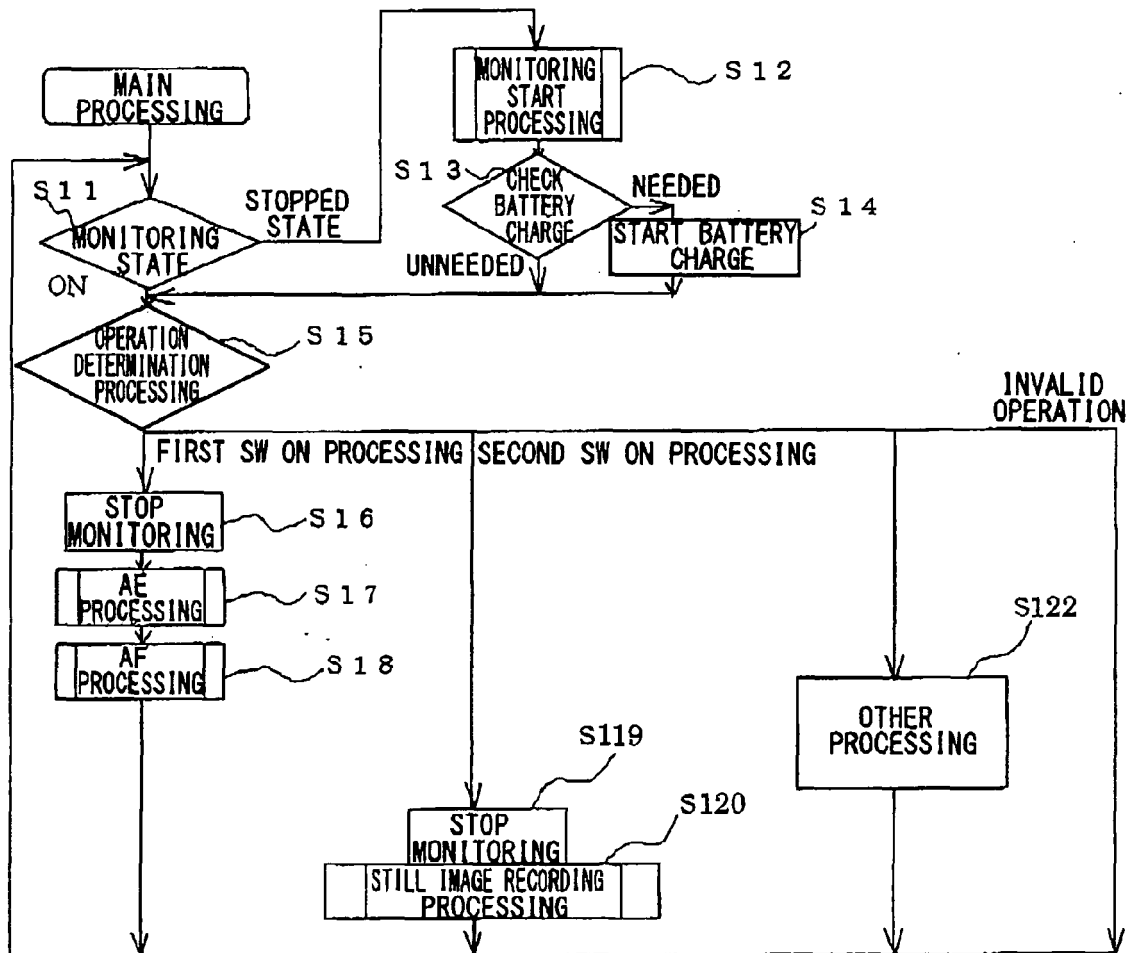 MAIN
PROCESSING
S11
MONITORING
STATE
STOPPED
STATE
ON
MONITORING
START
PROCESSING
S12
S13
CHECK
BATTERY
CHARGE
NEEDED
UNNEEDED
S14
START BATTERY
CHARGE
OPERATION
DETERMINATION
PROCESSING
S15
INVALID
OPERATION
FIRST SW ON PROCESSING
SECOND SW ON PROCESSING
STOP
MONITORING
S16
AE
PROCESSING
S17
AF
PROCESSING
S18
S119
STOP
MONITORING
S120
STILL IMAGE RECORDING
PROCESSING
S122
OTHER
PROCESSING